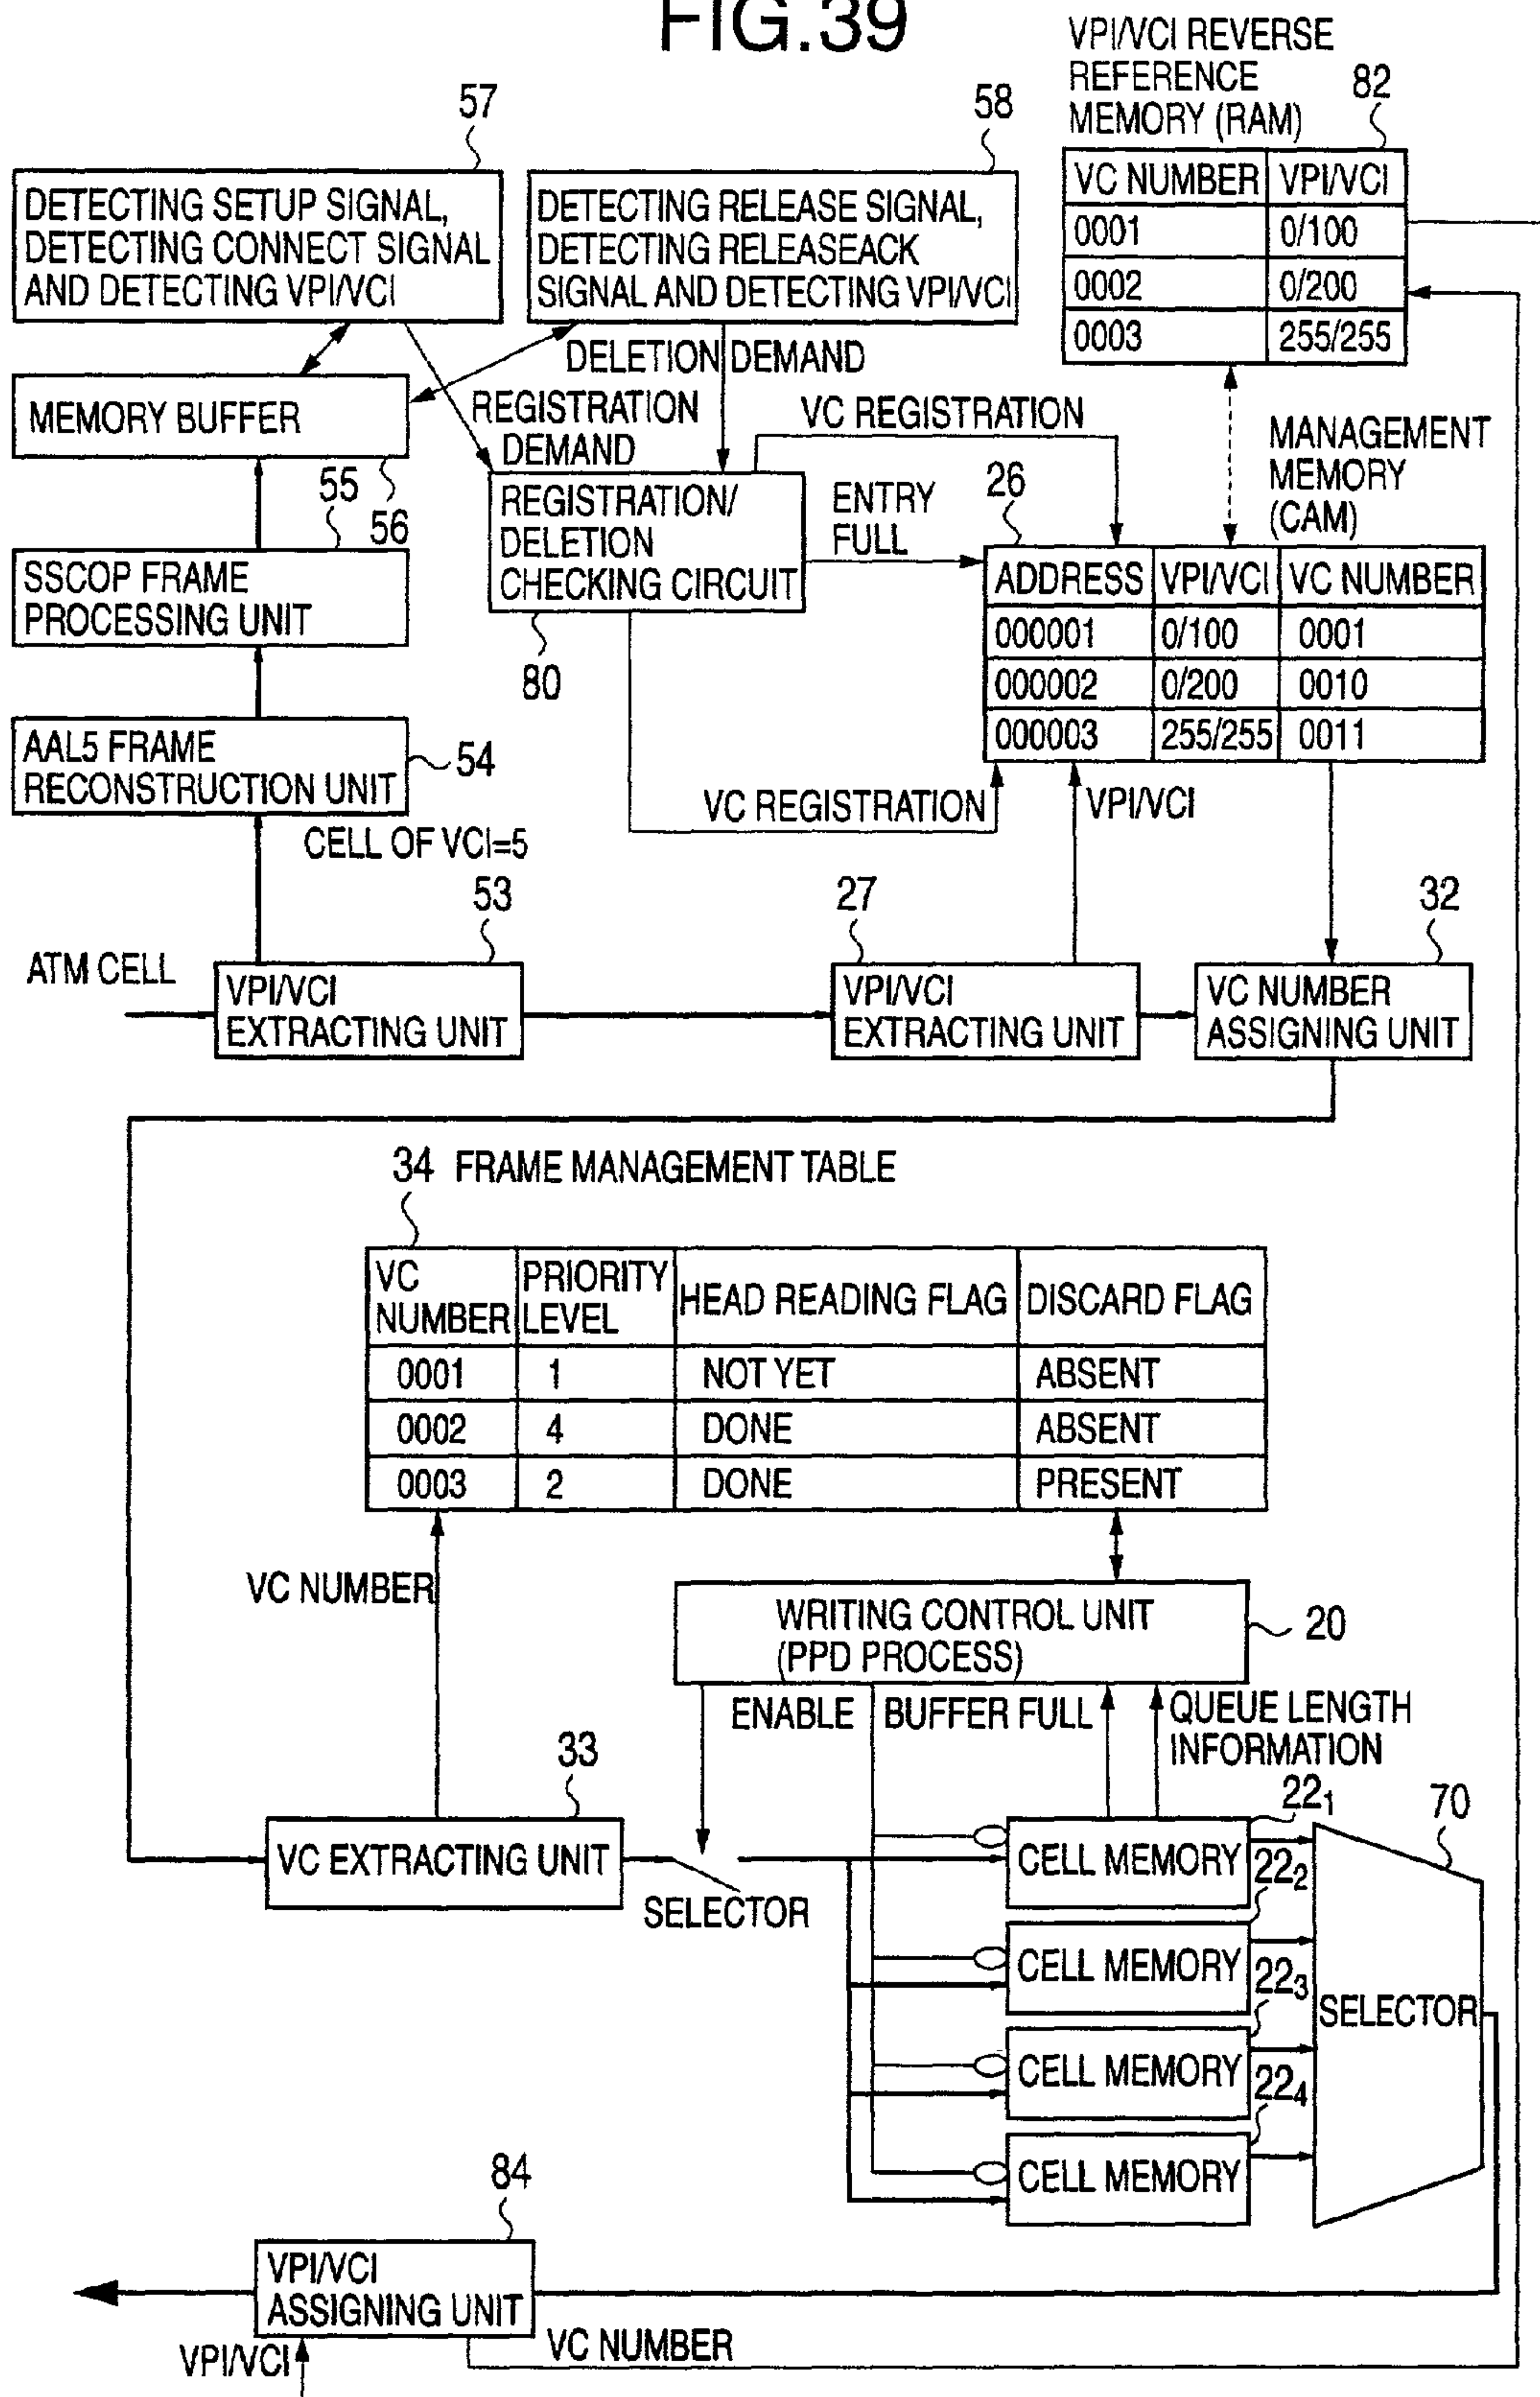 FIG.39
VPI/VCI REVERSE
REFERENCE
MEMORY (RAM)
82
57
58
DETECTING SETUP SIGNAL,
DETECTING CONNECT SIGNAL
AND DETECTING VPI/VCI
DETECTING RELEASE SIGNAL,
DETECTING RELEASEACK
SIGNAL AND DETECTING VPI/VCI
VC NUMBER VPI/VCI
0001 0/100
0002 0/200
0003 255/255
DELETION DEMAND
MEMORY BUFFER
REGISTRATION
DEMAND
VC REGISTRATION
MANAGEMENT
MEMORY
(CAM)
55
56
REGISTRATION/
DELETION
CHECKING CIRCUIT
80
ENTRY
FULL
26
SSCOP FRAME
PROCESSING UNIT
ADDRESS VPI/VCI VC NUMBER
000001 0/100 0001
000002 0/200 0010
000003 255/255 0011
AAL5 FRAME
RECONSTRUCTION UNIT
54
VC REGISTRATION
VPI/VCI
CELL OF VCI=5
53
27
32
ATM CELL
VPI/VCI
EXTRACTING UNIT
VPI/VCI
EXTRACTING UNIT
VC NUMBER
ASSIGNING UNIT
34 FRAME MANAGEMENT TABLE
VC
NUMBER
PRIORITY
LEVEL
HEAD READING FLAG
DISCARD FLAG
0001 1 NOT YET ABSENT
0002 4 DONE ABSENT
0003 2 DONE PRESENT
VC NUMBER
WRITING CONTROL UNIT
(PPD PROCESS)
20
ENABLE
BUFFER FULL
QUEUE LENGTH
INFORMATION
33
VC EXTRACTING UNIT
SELECTOR
22₁
70
CELL MEMORY
22₂
CELL MEMORY
22₃
SELECTOR
CELL MEMORY
22₄
CELL MEMORY
84
VPI/VCI
ASSIGNING UNIT
VPI/VCI
VC NUMBER